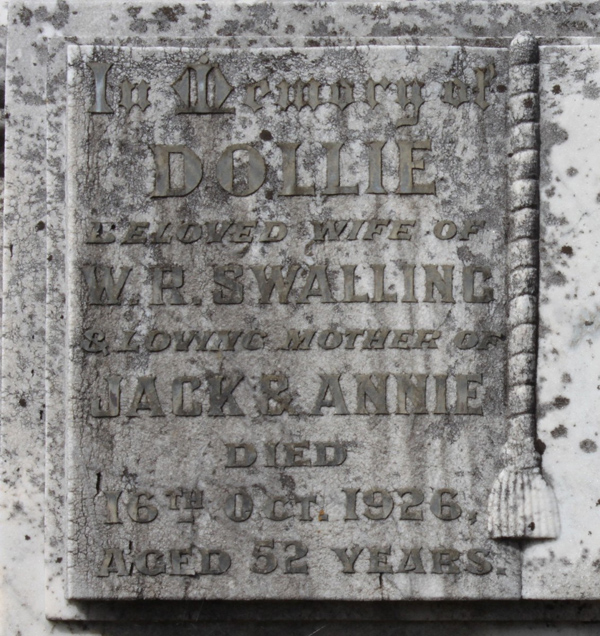 In Memory of
DOLLIE
BELOVED WIFE OF
W. R. SWALLING
& LOVING MOTHER OF
JACK & ANNIE
DIED
16TH OCT. 1926,
AGED 52 YEARS.